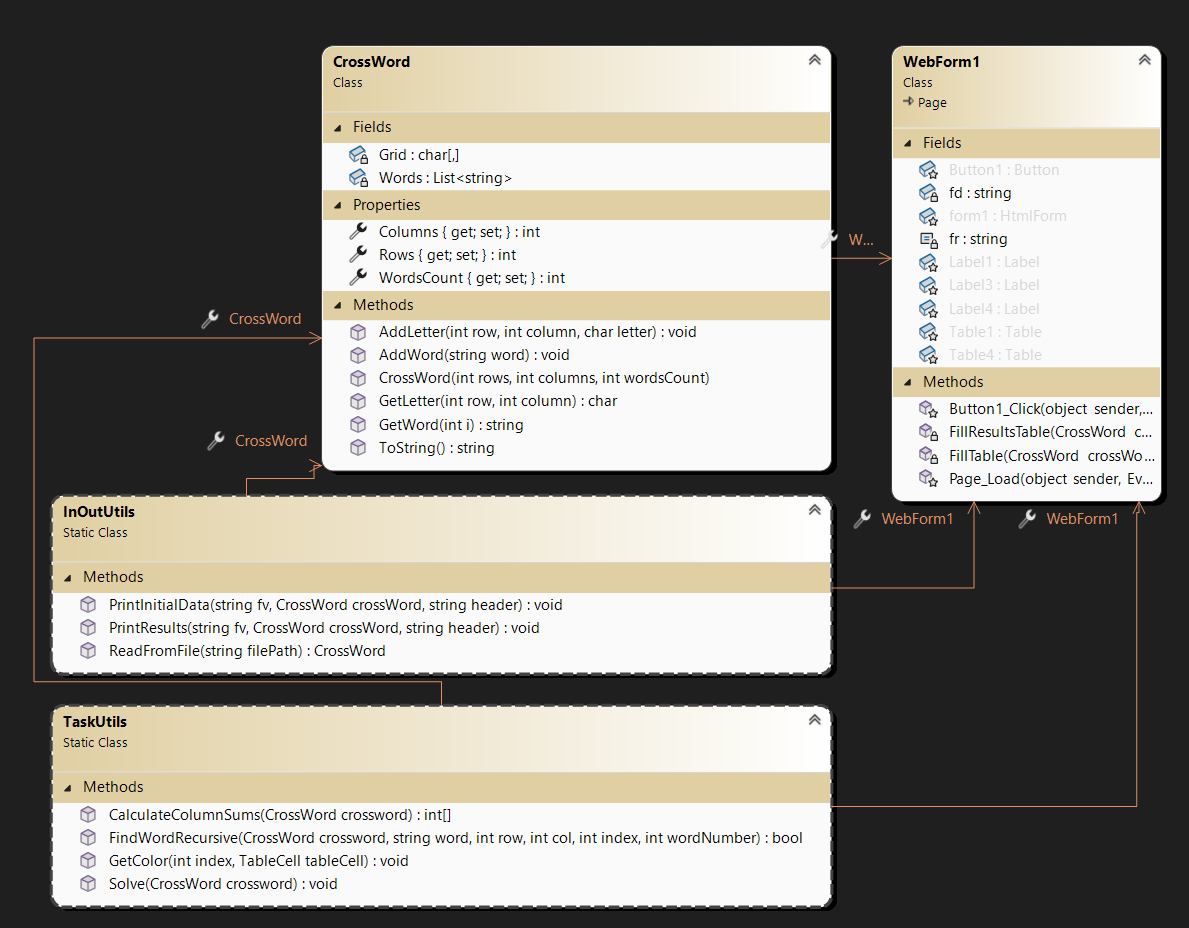 CrossWord
Class
Fields
Grid : char[,]
Words : List<string>
Properties
Columns { get; set; } : int
Rows { get; set; } : int
WordsCount { get; set; } : int
Methods
AddLetter(int row, int column, char letter) : void
AddWord(string word) : void
CrossWord(int rows, int columns, int wordsCount)
GetLetter(int row, int column) : char
GetWord(int i) : string
ToString() : string
W...
WebForm1
Class
Page
Fields
Button1 : Button
fd : string
form1 : HtmlForm
fr : string
Label1 : Label
Label3 : Label
Label4 : Label
Table1 : Table
Table4 : Table
Methods
Button1_Click(object sender,...
FillResultsTable(CrossWord c...
FillTable(CrossWord crossWo...
Page_Load(object sender, Ev...
CrossWord
CrossWord
InOutUtils
Static Class
Methods
PrintInitialData(string fv, CrossWord crossWord, string header) : void
PrintResults(string fv, CrossWord crossWord, string header) : void
ReadFromFile(string filePath) : CrossWord
WebForm1
WebForm1
TaskUtils
Static Class
Methods
CalculateColumnSums(CrossWord crossword) : int[]
FindWordRecursive(CrossWord crossword, string word, int row, int col, int index, int wordNumber) : bool
GetColor(int index, TableCell tableCell) : void
Solve(CrossWord crossword) : void